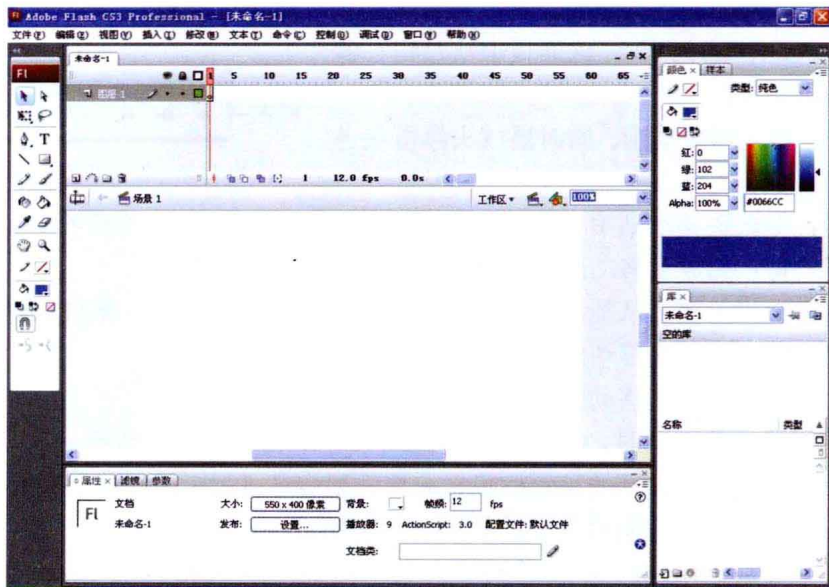 Adobe Flash CS3 Professional - [未命名-1]
文件(F) 编辑(E) 视图(V) 插入(I) 修改(M) 文本(T) 命令(C) 控制(O) 调试(D) 窗口(W) 帮助(H)
未命名-1
1 5 10 15 20 25 30 35 40 45 50 55 60 65
图层 1
1 12.0 fps 0.0s
场景 1
工作区
100%
Fl
颜色 × 样本
类型: 纯色
红: 0
绿: 102
蓝: 204
Alpha: 100%
#0066CC
库 ×
未命名-1
空的库
名称 类型
属性 × 滤镜 参数
Fl
文档
未命名-1
大小: 550 x 400 像素 背景: 帧频: 12 fps
发布: 设置... 播放器: 9 ActionScript: 3.0 配置文件: 默认文件
文档类: